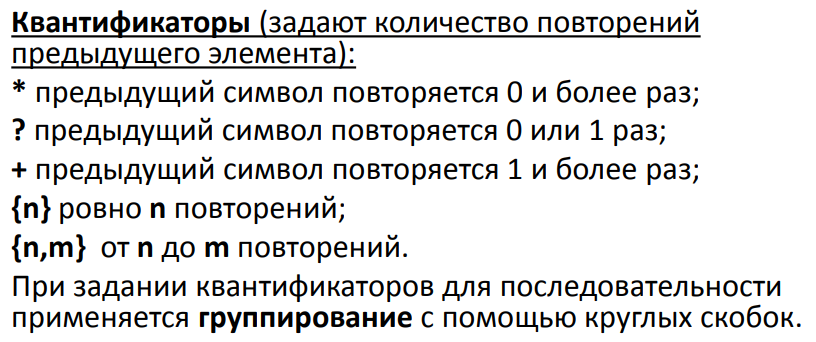 Квантификаторы (задают количество повторений
предыдущего элемента):
* предыдущий символ повторяется 0 и более раз;
? предыдущий символ повторяется 0 или 1 раз;
+ предыдущий символ повторяется 1 и более раз;
{n} ровно n повторений;
{n,m} от n до m повторений.
При задании квантификаторов для последовательности
применяется группирование с помощью круглых скобок.